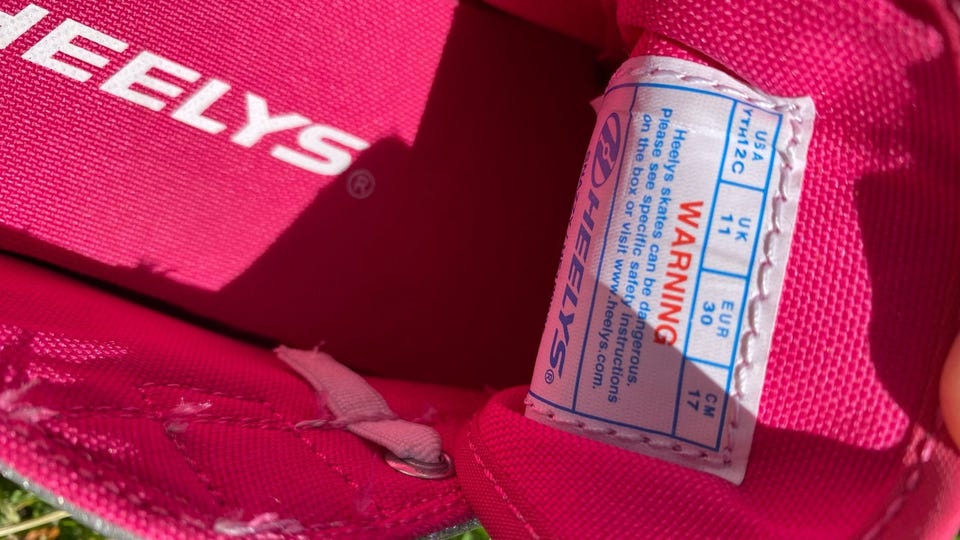 HEELYS®
USA UK EUR CM
YTH12C 11 30 17
WARNING
Heelys skates can be dangerous.
Please see specific safety instructions
on the box or visit www.heelys.com.
HEELYS®